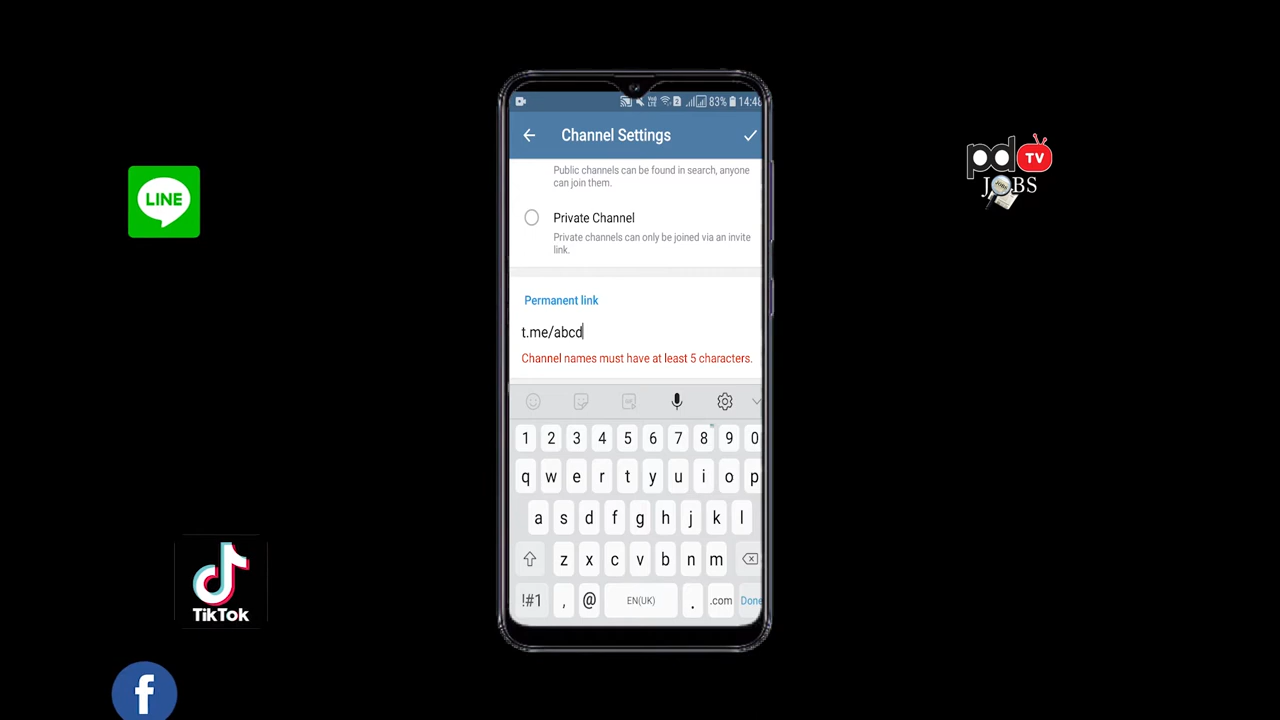 83% 14:48
Channel Settings
Public channels can be found in search, anyone
can join them.
Private Channel
Private channels can only be joined via an invite
link.
Permanent link
t.me/abcd
Channel names must have at least 5 characters.
1 2 3 4 5 6 7 8 9 0
q w e r t y u i o p
a s d f g h j k l
z x c v b n m
!#1 , @ EN(UK) . .com Done
LINE
TikTok
f
pd TV
JOBS